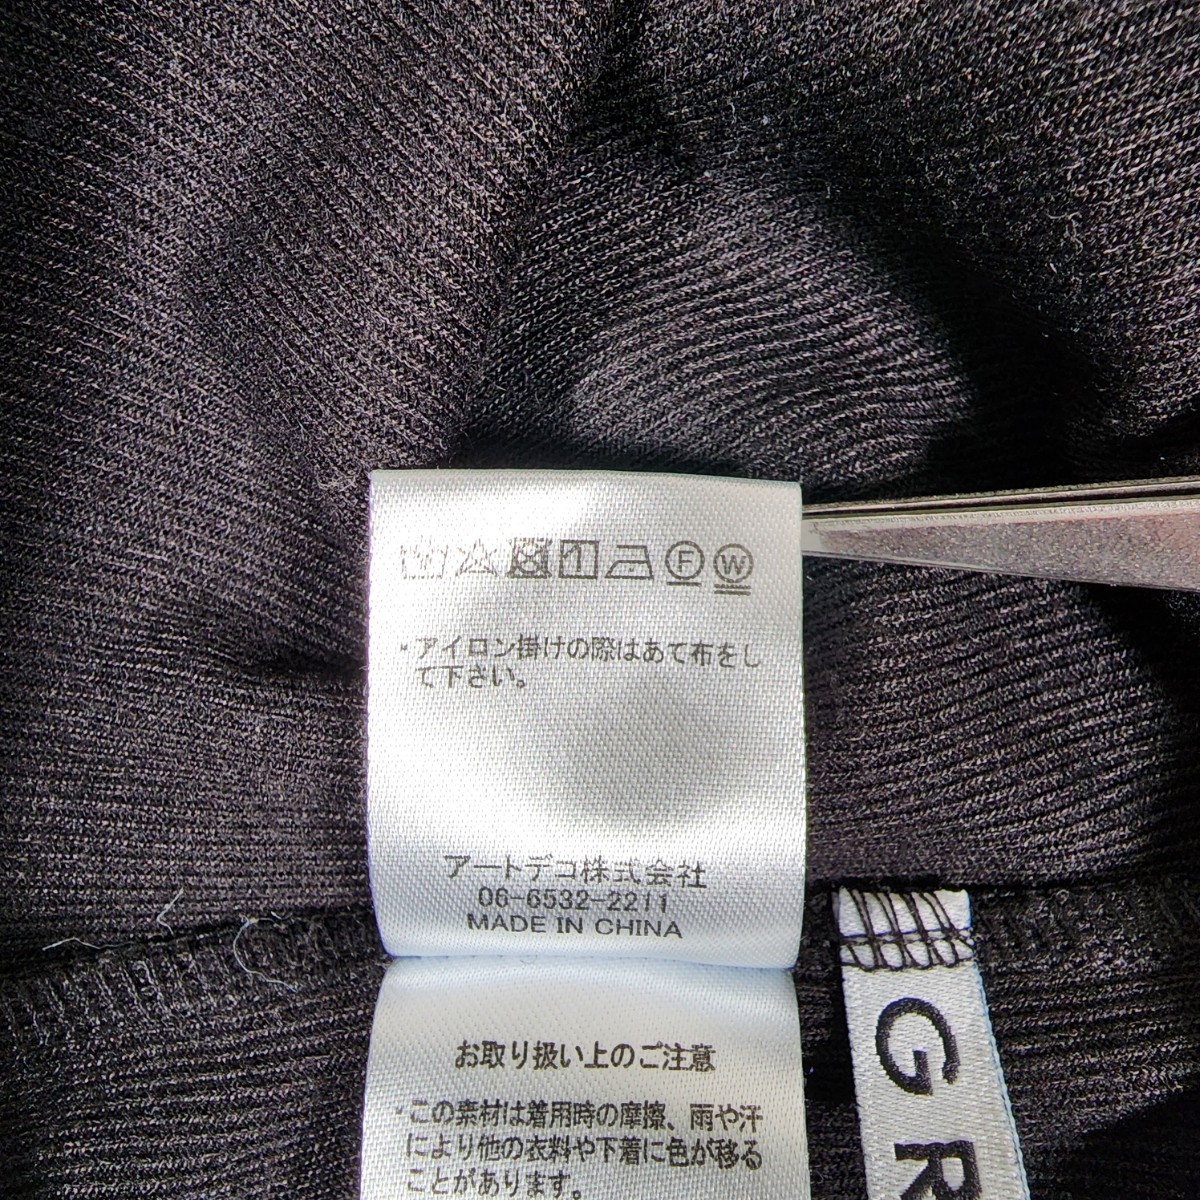 F W
・アイロン掛けの際はあて布をし
て下さい。
アートデコ株式会社
06-6532-2211
MADE IN CHINA
お取り扱い上のご注意
・この素材は着用時の摩擦、雨や汗
により他の衣料や下着に色が移る
ことがあります。
GR